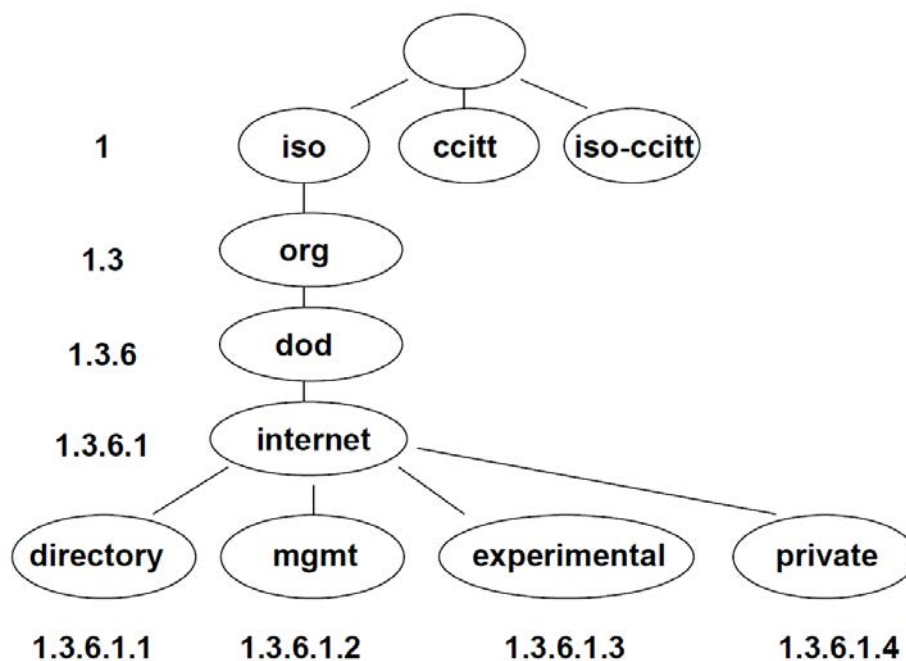 1 iso ccitt iso-ccitt
1.3 org
1.3.6 dod
1.3.6.1 internet
directory mgmt experimental private
1.3.6.1.1 1.3.6.1.2 1.3.6.1.3 1.3.6.1.4